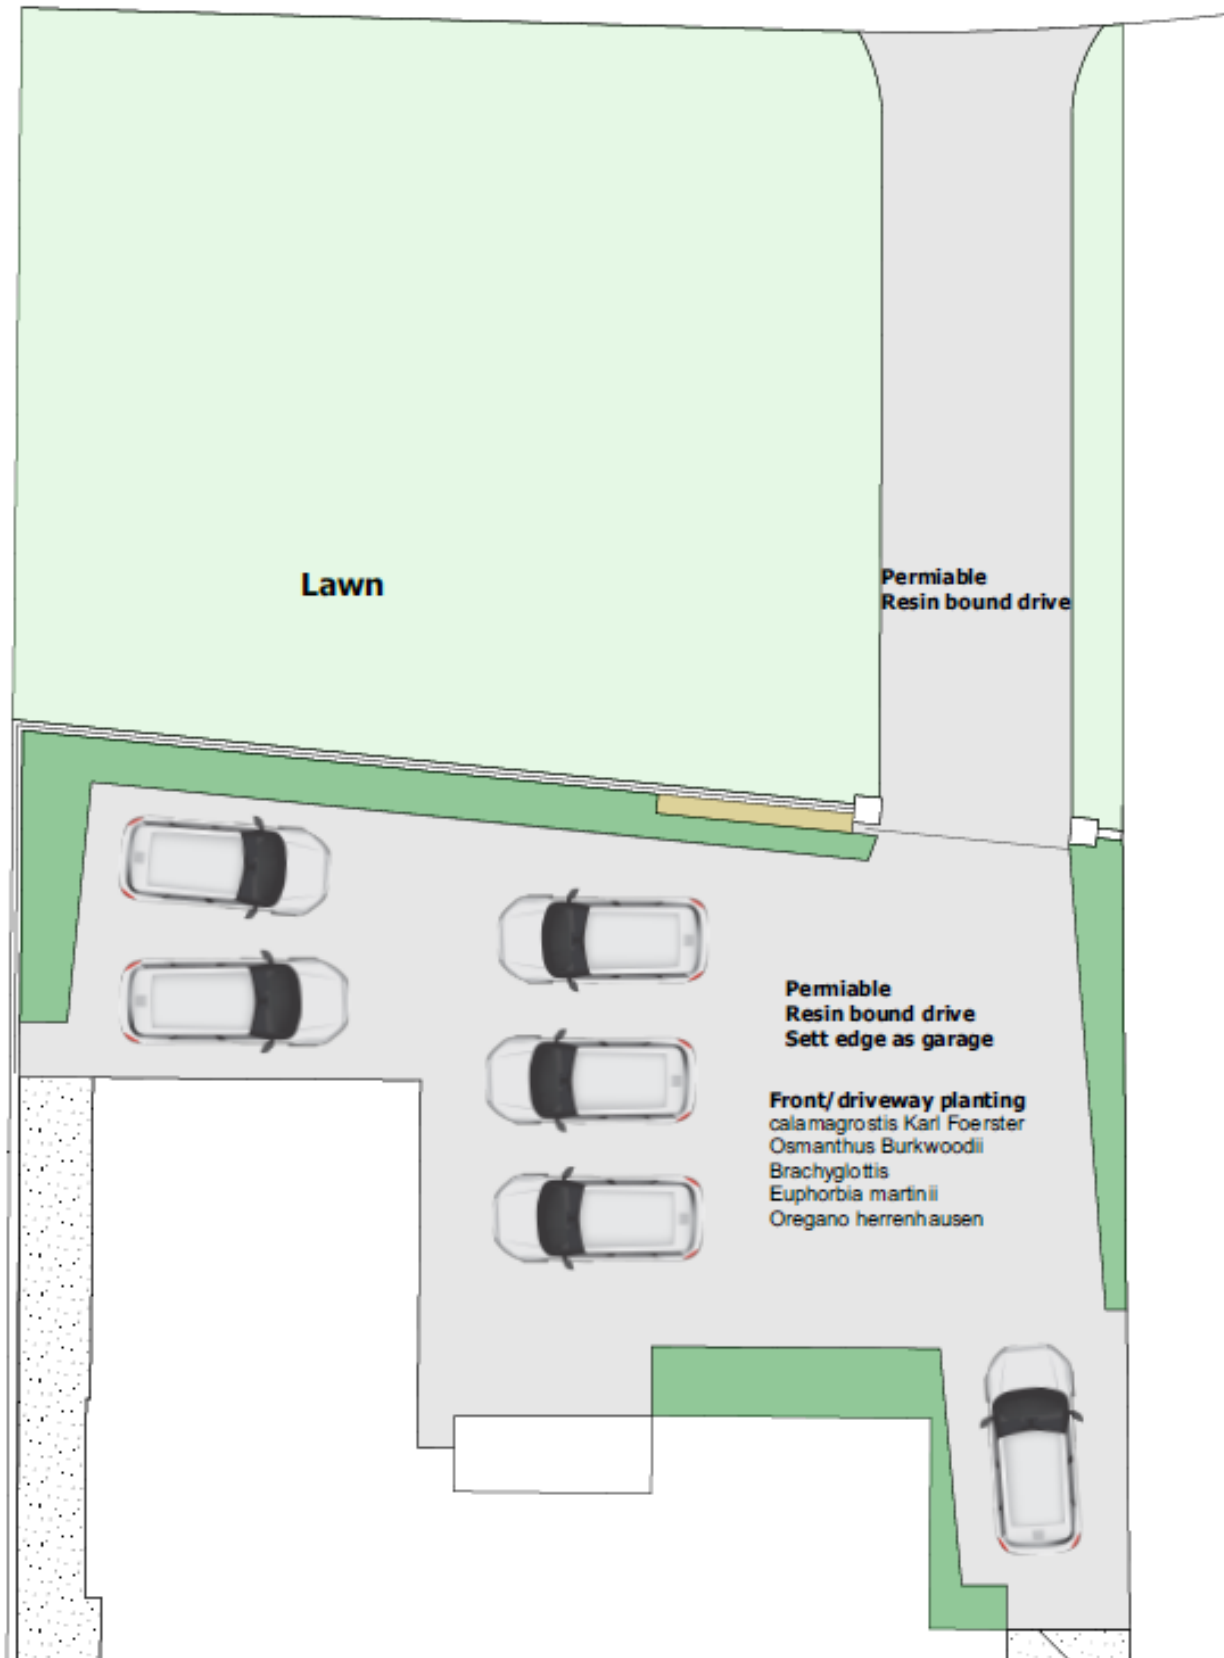 Lawn
Permiable
Resin bound drive
Permiable
Resin bound drive
Sett edge as garage
Front/driveway planting
calamagrostis Karl Foerster
Osmanthus Burkwoodii
Brachyglottis
Euphorbia martinii
Oregano herrenhausen